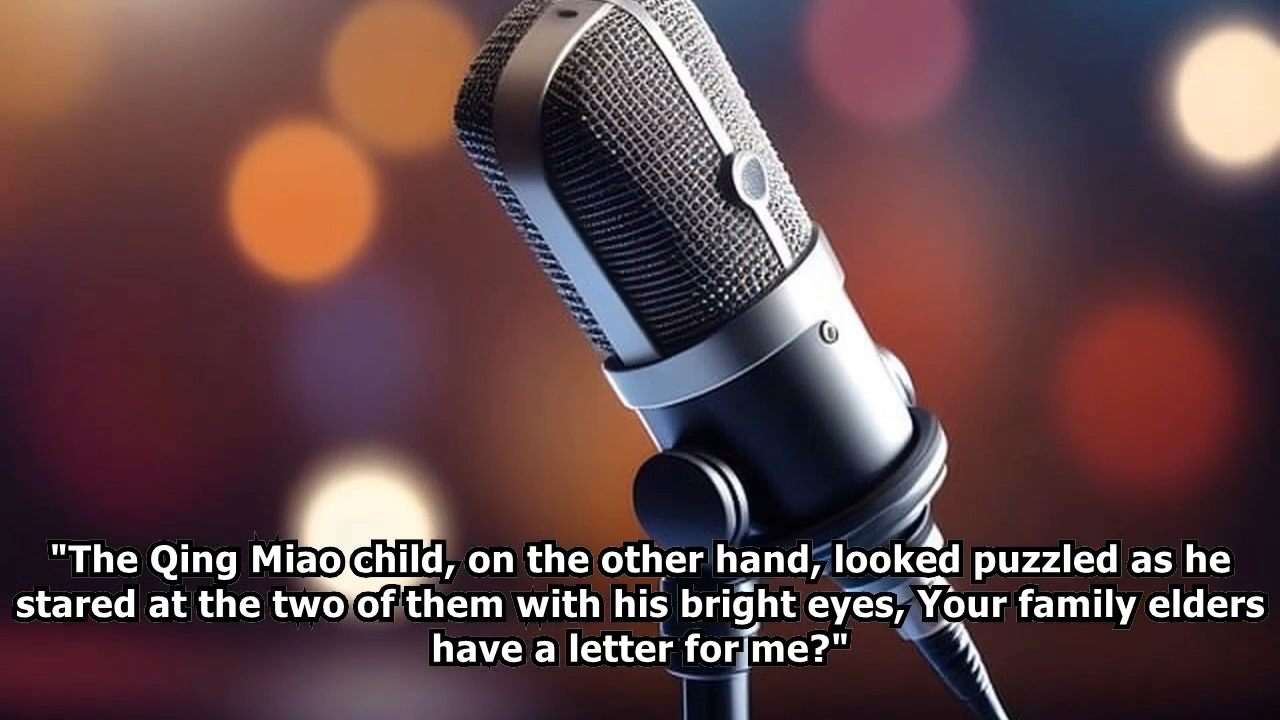 "The Qing Miao child, on the other hand, looked puzzled as he
stared at the two of them with his bright eyes, Your family elders
have a letter for me?"